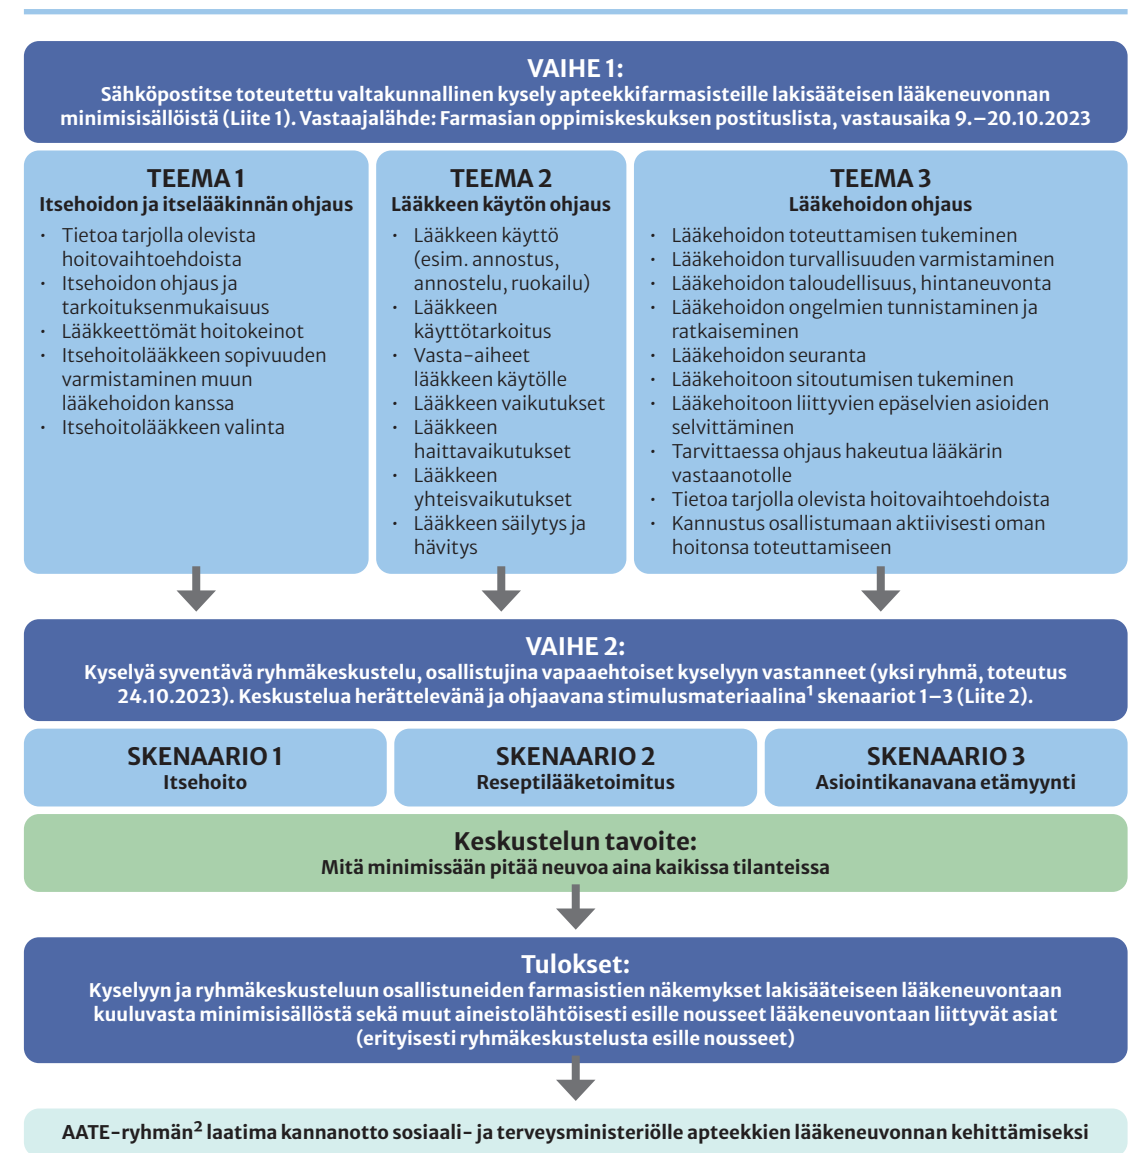 VAIHE 1:
Sähköpostitse toteutettu valtakunnallinen kysely apteekkifarmasisteille lakisääteisen lääkeneuvonnan
minimisisällöistä (Liite 1). Vastaajalähde: Farmasian oppimiskeskuksen postituslista, vastausaika 9.–20.10.2023
TEEMA 1
Itsehoidon ja itselääkinnän ohjaus
· Tietoa tarjolla olevista
hoitovaihtoehdoista
· Itsehoidon ohjaus ja
tarkoituksenmukaisuus
· Lääkkeettömät hoitokeinot
· Itsehoitolääkkeen sopivuuden
varmistaminen muun
lääkehoidon kanssa
· Itsehoitolääkkeen valinta
TEEMA 2
Lääkkeen käytön ohjaus
· Lääkkeen käyttö
(esim. annostus,
annostelu, ruokailu)
· Lääkkeen
käyttötarkoitus
· Vasta-aiheet
lääkkeen käytölle
· Lääkkeen vaikutukset
· Lääkkeen
haittavaikutukset
· Lääkkeen
yhteisvaikutukset
· Lääkkeen säilytys ja
hävitys
TEEMA 3
Lääkehoidon ohjaus
· Lääkehoidon toteuttamisen tukeminen
· Lääkehoidon turvallisuuden varmistaminen
· Lääkehoidon taloudellisuus, hintaneuvonta
· Lääkehoidon ongelmien tunnistaminen ja
ratkaiseminen
· Lääkehoidon seuranta
· Lääkehoitoon sitoutumisen tukeminen
· Lääkehoitoon liittyvien epäselvien asioiden
selvittäminen
· Tarvittaessa ohjaus hakeutua lääkärin
vastaanotolle
· Tietoa tarjolla olevista hoitovaihtoehdoista
· Kannustus osallistumaan aktiivisesti oman
hoitonsa toteuttamiseen
VAIHE 2:
Kyselyä syventävä ryhmäkeskustelu, osallistujina vapaaehtoiset kyselyyn vastanneet (yksi ryhmä, toteutus
24.10.2023). Keskustelua herättelevänä ja ohjaavana stimulusmateriaalina¹ skenaariot 1–3 (Liite 2).
SKENAARIO 1
Itsehoito
SKENAARIO 2
Reseptilääketoimitus
SKENAARIO 3
Asiointikanavana etämyynti
Keskustelun tavoite:
Mitä minimissään pitää neuvoa aina kaikissa tilanteissa
Tulokset:
Kyselyyn ja ryhmäkeskusteluun osallistuneiden farmasistien näkemykset lakisääteiseen lääkeneuvontaan
kuuluvasta minimisisällöstä sekä muut aineistolähtöisesti esille nousseet lääkeneuvontaan liittyvät asiat
(erityisesti ryhmäkeskustelusta esille nousseet)
AATE-ryhmän² laatima kannanotto sosiaali- ja terveysministeriölle apteekkien lääkeneuvonnan kehittämiseksi